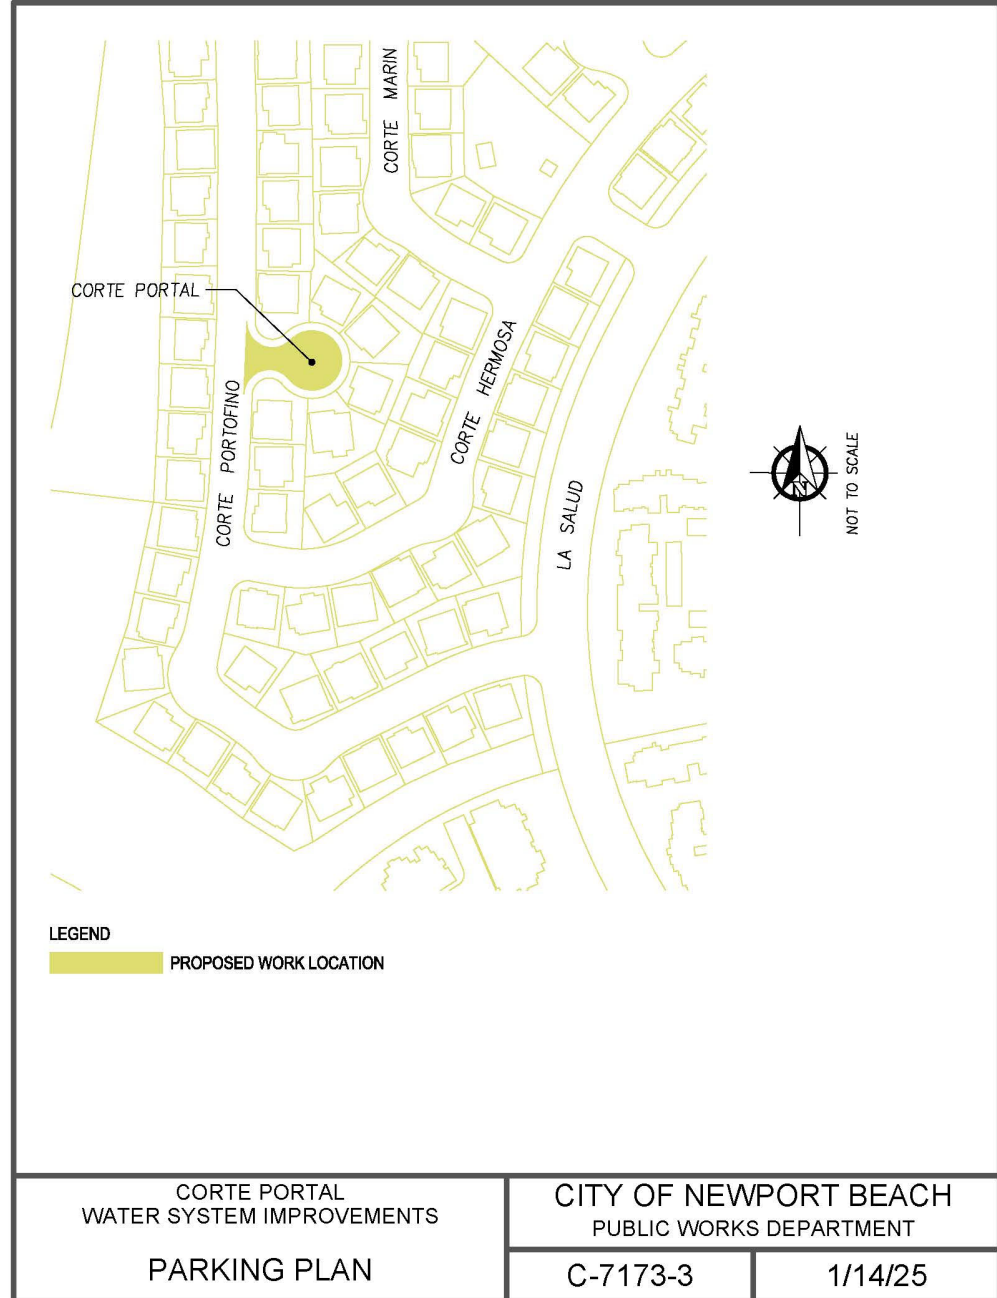 CORTE MARIN
CORTE PORTAL
CORTE HERMOSA
CORTE PORTOFINO
LA SALUD
N
NOT TO SCALE
LEGEND
PROPOSED WORK LOCATION
CORTE PORTAL
WATER SYSTEM IMPROVEMENTS
PARKING PLAN
CITY OF NEWPORT BEACH
PUBLIC WORKS DEPARTMENT
C-7173-3
1/14/25